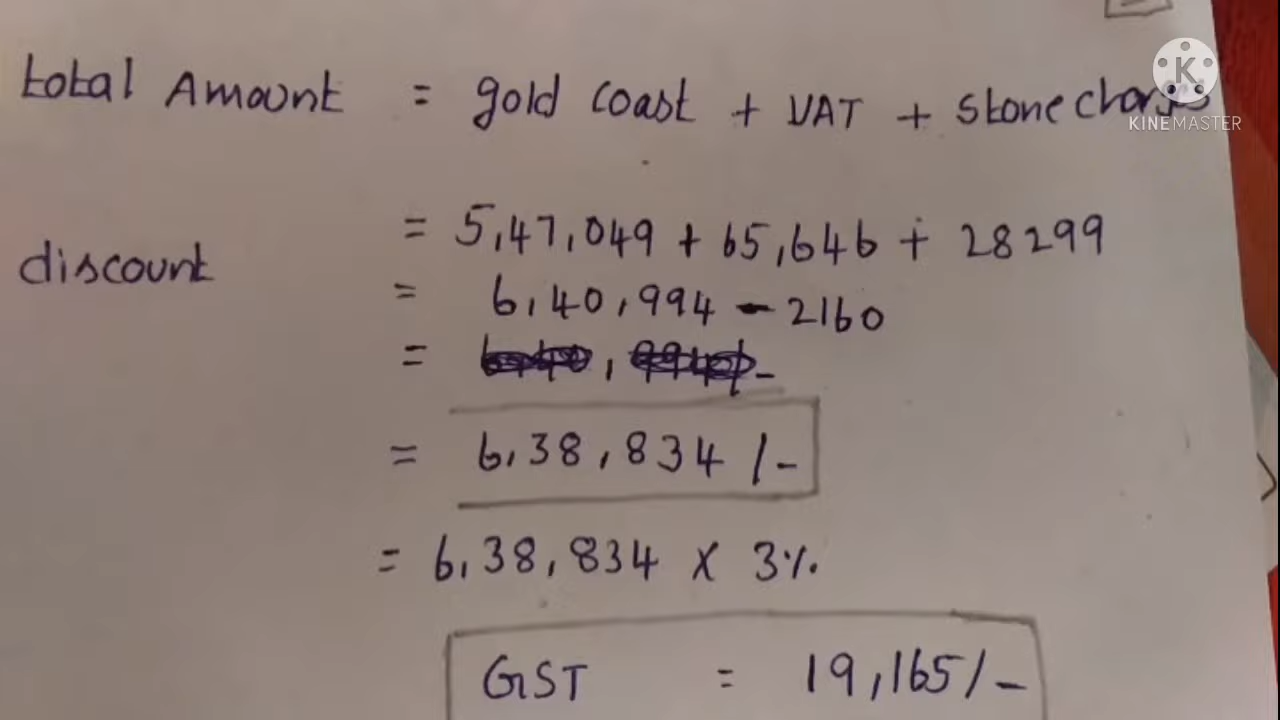 total Amount = gold coast + VAT + Stone charges
= 5,47,049 + 65,646 + 28299
discount
= 6,40,994 - 2160
=
= 6,38,834 /-
= 6,38,834 x 3%
GST = 19,165/-
K
KINEMASTER